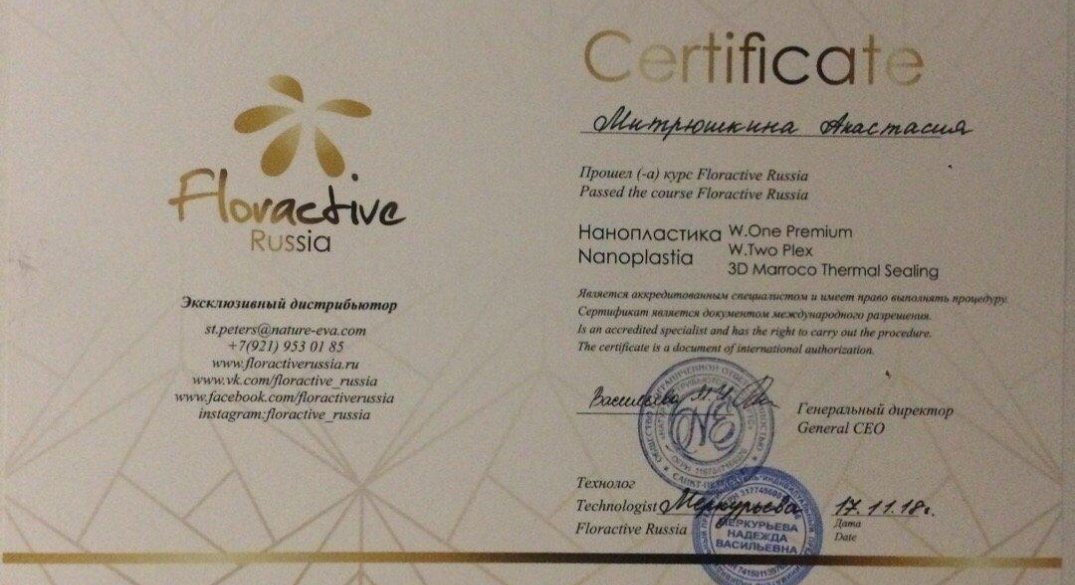 Floractive
Russia
Эксклюзивный дистрибьютор
st.peters@nature-eva.com
+7(921) 953 01 85
www.floractiverussia.ru
www.vk.com/floractive_russia
www.facebook.com/floractiverussia
instagram:floractive_russia
Certificate
Митрюшкина Анастасия
Прошел (-а) курс Floractive Russia
Passed the course Floractive Russia
Нанопластика
Nanoplastia
W.One Premium
W.Two Plex
3D Marroco Thermal Sealing
Является аккредитованным специалистом и имеет право выполнять процедуру.
Сертификат является документом международного разрешения.
Is an accredited specialist and has the right to carry out the procedure.
The certificate is a document of international authorization.
Васильева М.И
Генеральный директор
General CEO
Технолог
Technologist Меркурьева
Floractive Russia
МЕРКУРЬЕВА
НАДЕЖДА
ВАСИЛЬЕВНА
17.11.18г.
Дата
Date